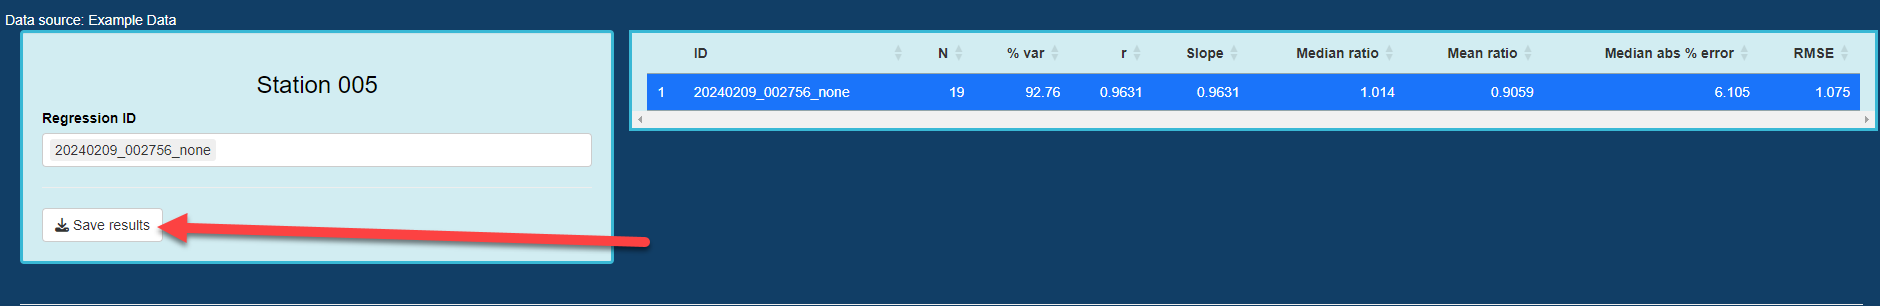 Data source: Example Data
Station 005
Regression ID
20240209_002756_none
Save results
ID N % var r Slope Median ratio Mean ratio Median abs % error RMSE
1 20240209_002756_none 19 92.76 0.9631 0.9631 1.014 0.9059 6.105 1.075